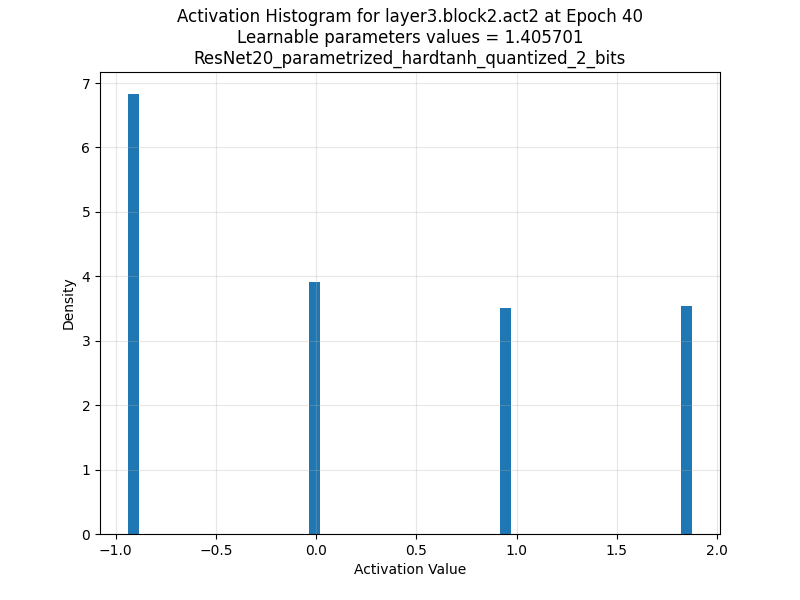 Activation Histogram for layer3.block2.act2 at Epoch 40
Learnable parameters values = 1.405701
ResNet20_parametrized_hardtanh_quantized_2_bits
7
6
5
4
3
2
1
0
Density
−1.0 −0.5 0.0 0.5 1.0 1.5 2.0
Activation Value